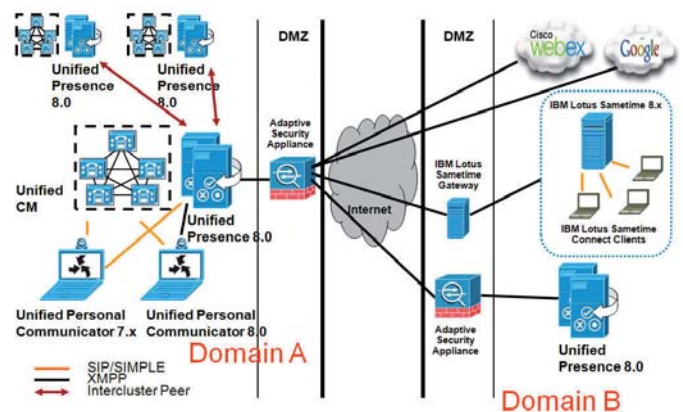 DMZ
DMZ
Cisco
webex
Google
Unified
Presence
8.0
Unified
Presence
8.0
Adaptive
Security
Appliance
IBM Lotus Sametime 8.x
Unified
CM
Unified
Presence 8.0
Internet
IBM Lotus
Sametime
Gateway
IBM Lotus Sametime
Connect Clients
Unified Personal
Communicator 7.x
Unified Personal
Communicator 8.0
Adaptive
Security
Appliance
Unified
Presence 8.0
Domain A
SIP/SIMPLE
XMPP
Intercluster Peer
Domain B